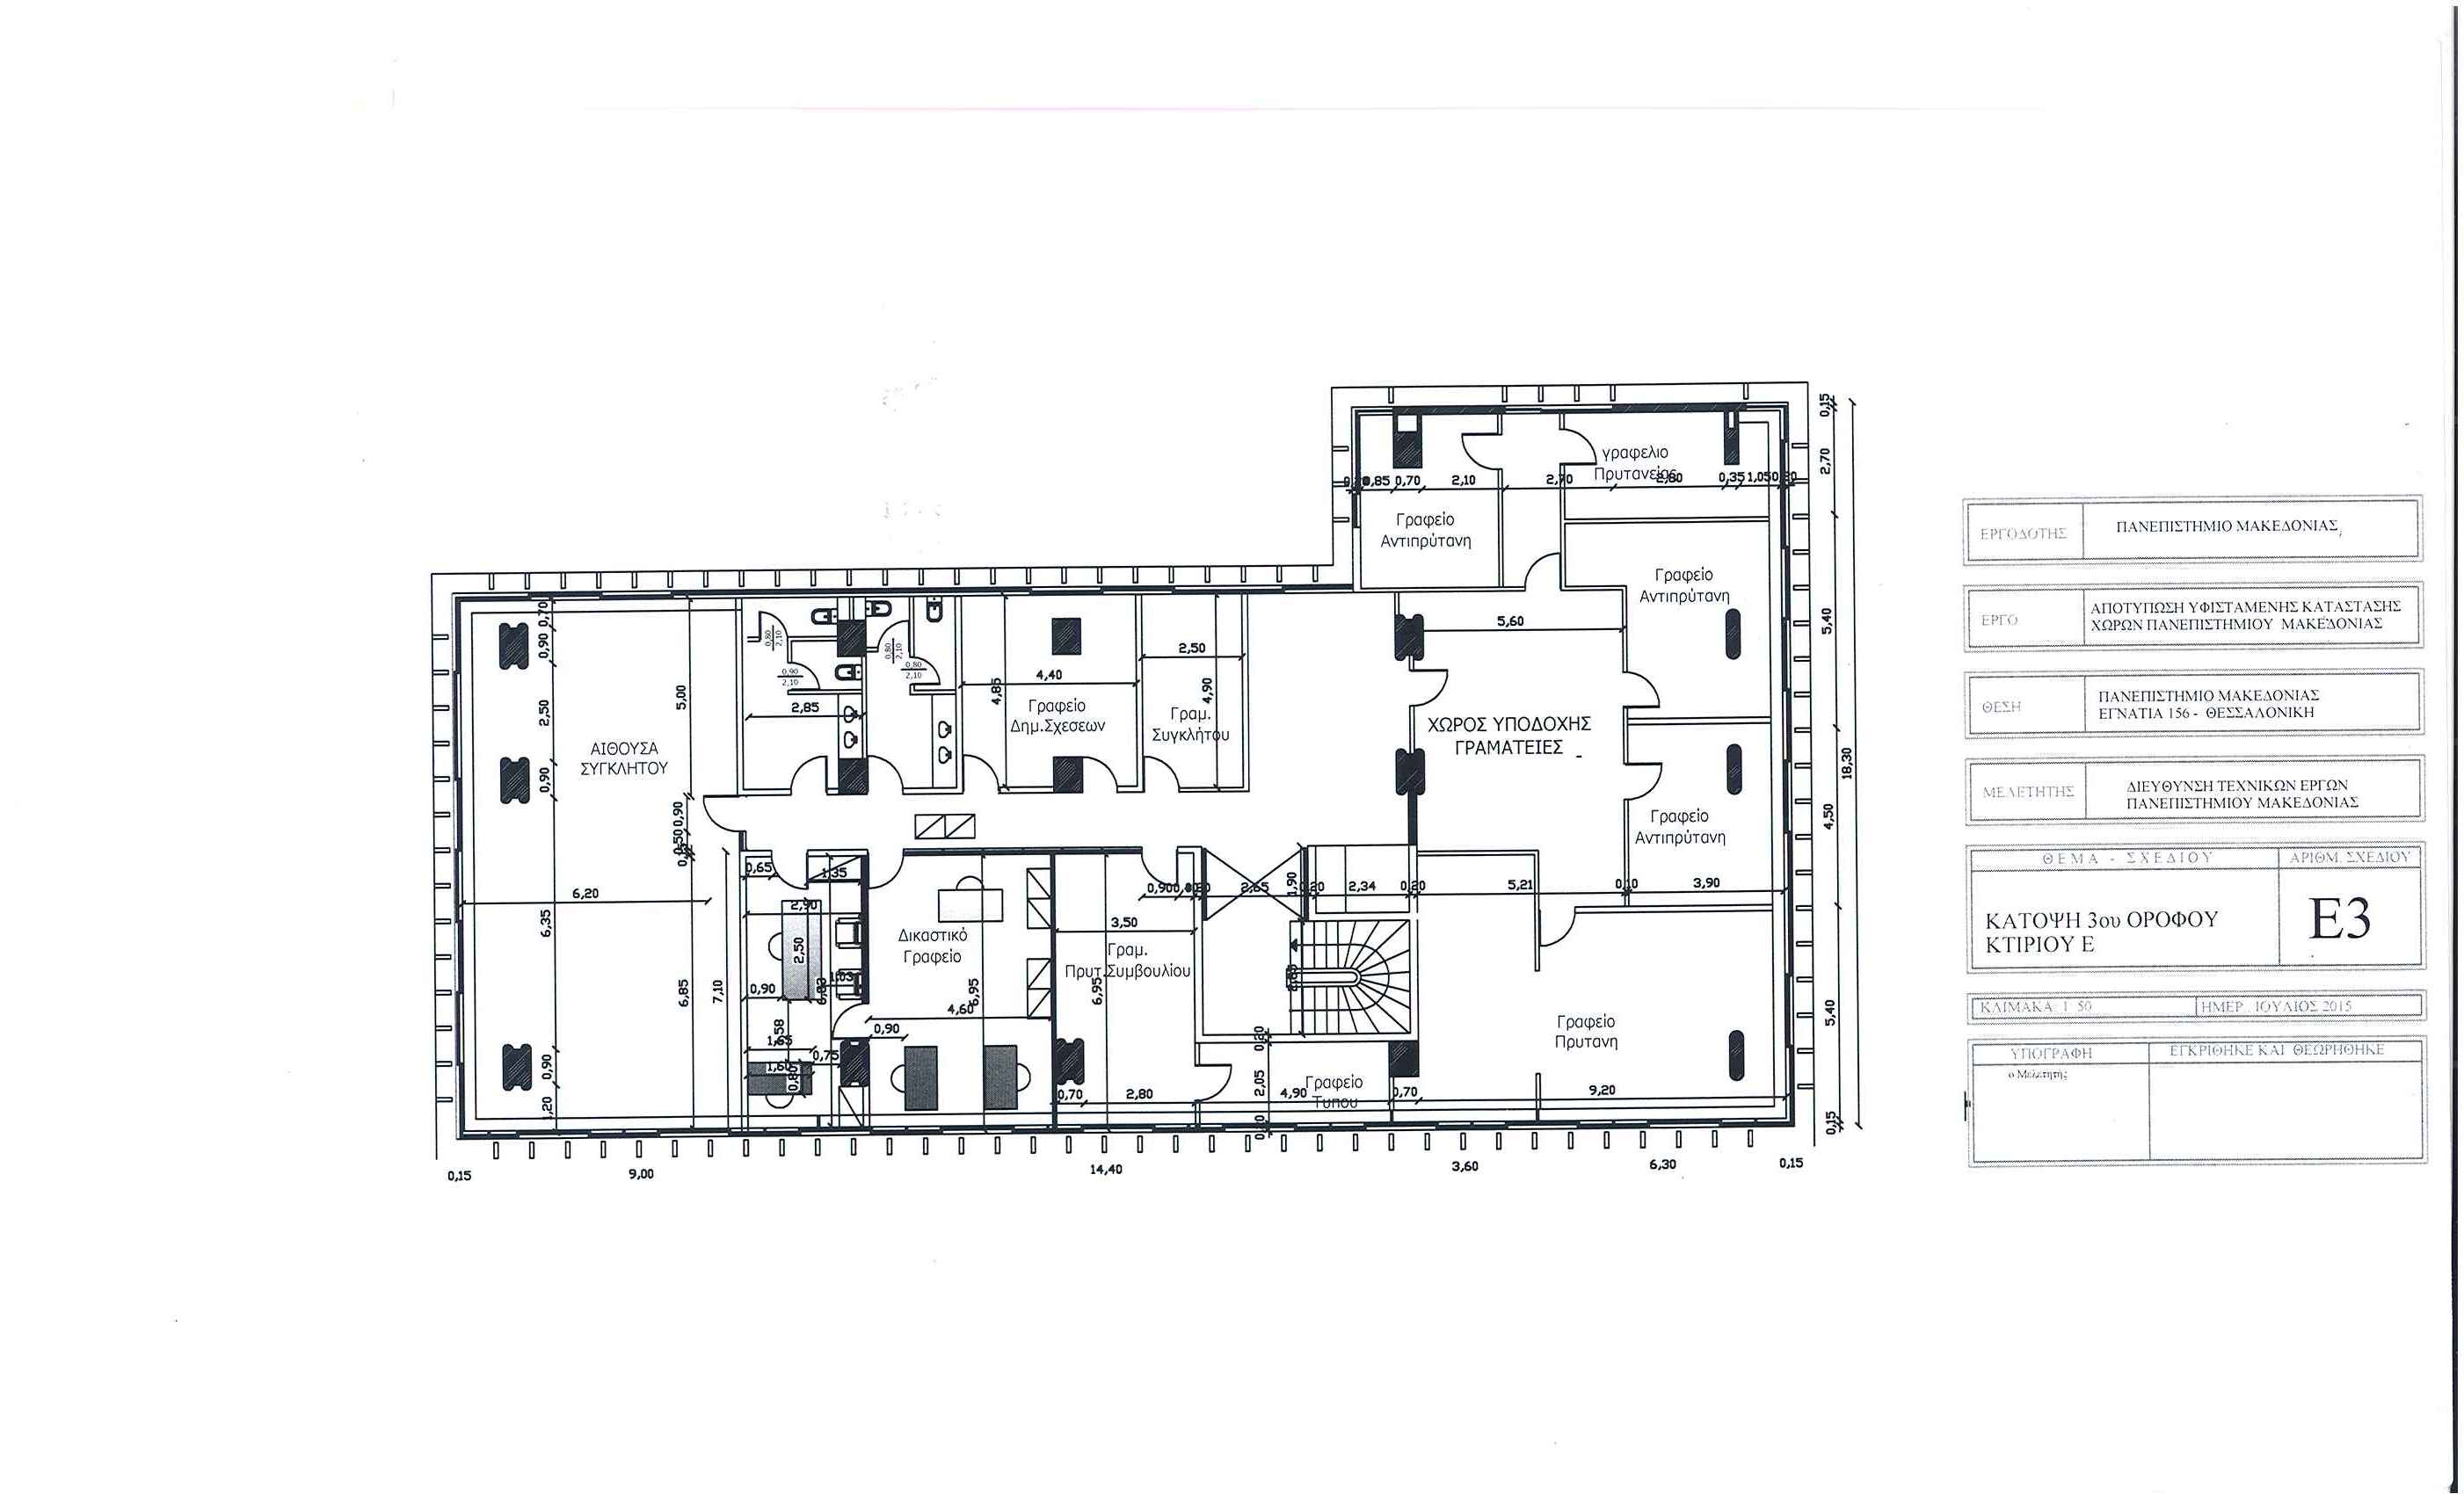 γραφελιο
Πρυτανείας
0,85 0,70 2,10 2,70 2,80 0,35 1,05
0,15
2,70
Γραφείο
Αντιπρύτανη
Γραφείο
Αντιπρύτανη
5,40
5,60
0,70
0,90
2,50
0,90
5,00
0,80
2,10
0,90
2,10
0,80
2,10
0,80
2,10
2,85
4,40
4,85
Γραφείο
Δημ.Σχεσεων
2,50
4,90
Γραμ.
Συγκλήτου
ΧΩΡΟΣ ΥΠΟΔΟΧΗΣ
ΓΡΑΜΑΤΕΙΕΣ
ΑΙΘΟΥΣΑ
ΣΥΓΚΛΗΤΟΥ
18,30
4,50
Γραφείο
Αντιπρύτανη
0,90
0,50
0,65
1,35
6,20
6,35
2,90
2,50
0,90
6,85
7,10
1,03
Δικαστικό
Γραφείο
4,60
6,95
0,90
3,50
Γραμ.
Πρυτ.Συμβουλίου
6,95
0,90
2,65
1,90
0,20
2,34
0,20
5,21
0,10
3,90
1,65
0,75
1,60
0,80
0,90
0,70
2,80
0,20
2,05
4,90
Γραφείο
Τυπου
0,70
9,20
Γραφείο
Πρυτανη
5,40
0,15
0,15
9,00
14,40
3,60
6,30
0,15
ΕΡΓΟΔΟΤΗΣ
ΠΑΝΕΠΙΣΤΗΜΙΟ ΜΑΚΕΔΟΝΙΑΣ
ΕΡΓΟ
ΑΠΟΤΥΠΩΣΗ ΥΦΙΣΤΑΜΕΝΗΣ ΚΑΤΑΣΤΑΣΗΣ
ΧΩΡΩΝ ΠΑΝΕΠΙΣΤΗΜΙΟΥ ΜΑΚΕΔΟΝΙΑΣ
ΘΕΣΗ
ΠΑΝΕΠΙΣΤΗΜΙΟ ΜΑΚΕΔΟΝΙΑΣ
ΕΓΝΑΤΙΑ 156 - ΘΕΣΣΑΛΟΝΙΚΗ
ΜΕΛΕΤΗΤΗΣ
ΔΙΕΥΘΥΝΣΗ ΤΕΧΝΙΚΩΝ ΕΡΓΩΝ
ΠΑΝΕΠΙΣΤΗΜΙΟΥ ΜΑΚΕΔΟΝΙΑΣ
ΘΕΜΑ - ΣΧΕΔΙΟΥ
ΑΡΙΘΜ. ΣΧΕΔΙΟΥ
ΚΑΤΟΨΗ 3ου ΟΡΟΦΟΥ
ΚΤΙΡΙΟΥ Ε
E3
ΚΛΙΜΑΚΑ 1 50
ΗΜΕΡ. ΙΟΥΛΙΟΣ 2015
ΥΠΟΓΡΑΦΗ
ΕΓΚΡΙΘΗΚΕ ΚΑΙ ΘΕΩΡΗΘΗΚΕ
ο Μελετητής